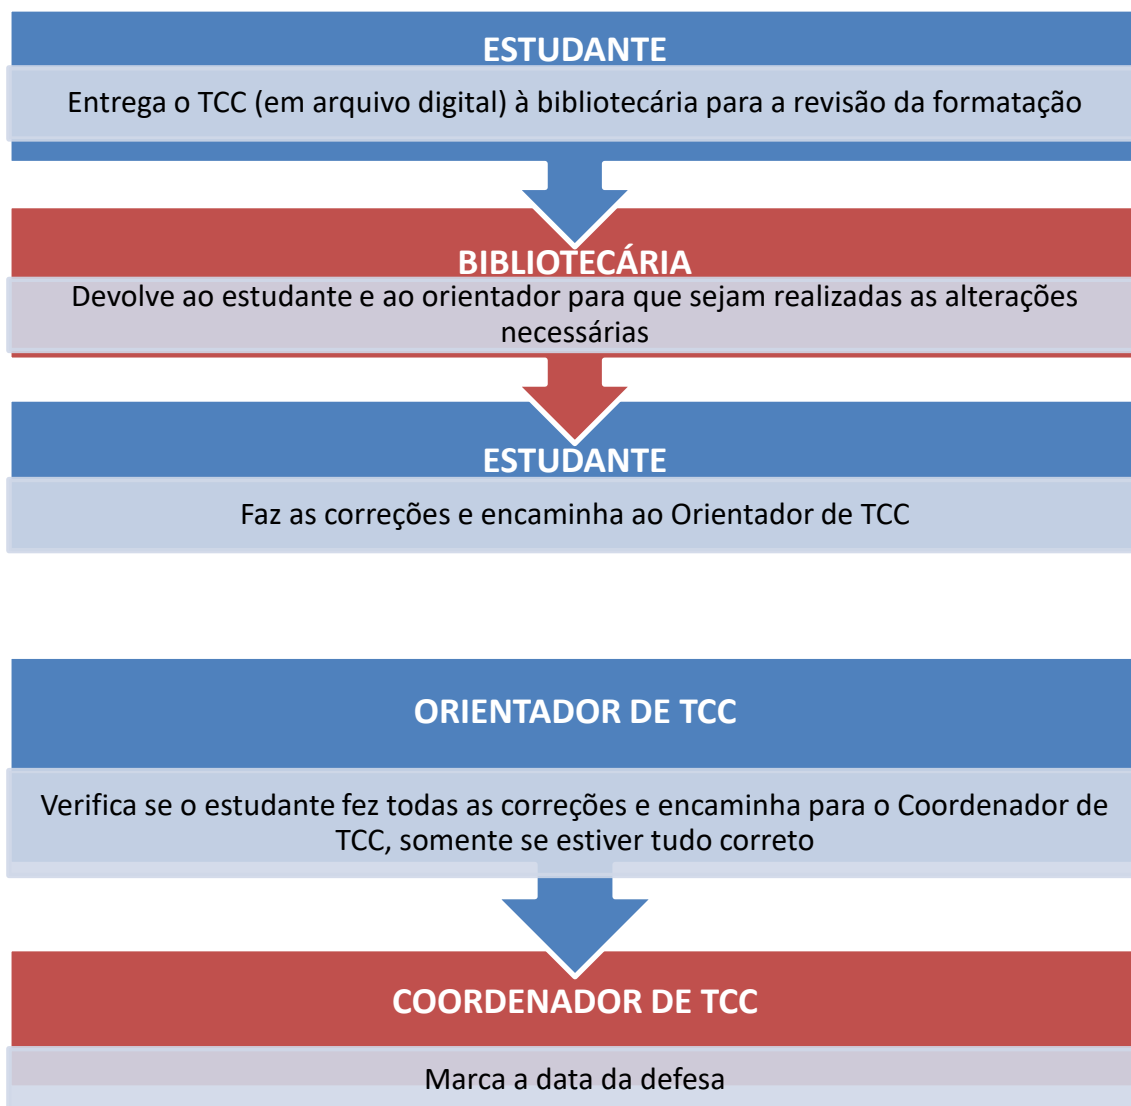 ESTUDANTE
Entrega o TCC (em arquivo digital) à bibliotecária para a revisão da formatação
BIBLIOTECÁRIA
Devolve ao estudante e ao orientador para que sejam realizadas as alterações
necessárias
ESTUDANTE
Faz as correções e encaminha ao Orientador de TCC
ORIENTADOR DE TCC
Verifica se o estudante fez todas as correções e encaminha para o Coordenador de
TCC, somente se estiver tudo correto
COORDENADOR DE TCC
Marca a data da defesa